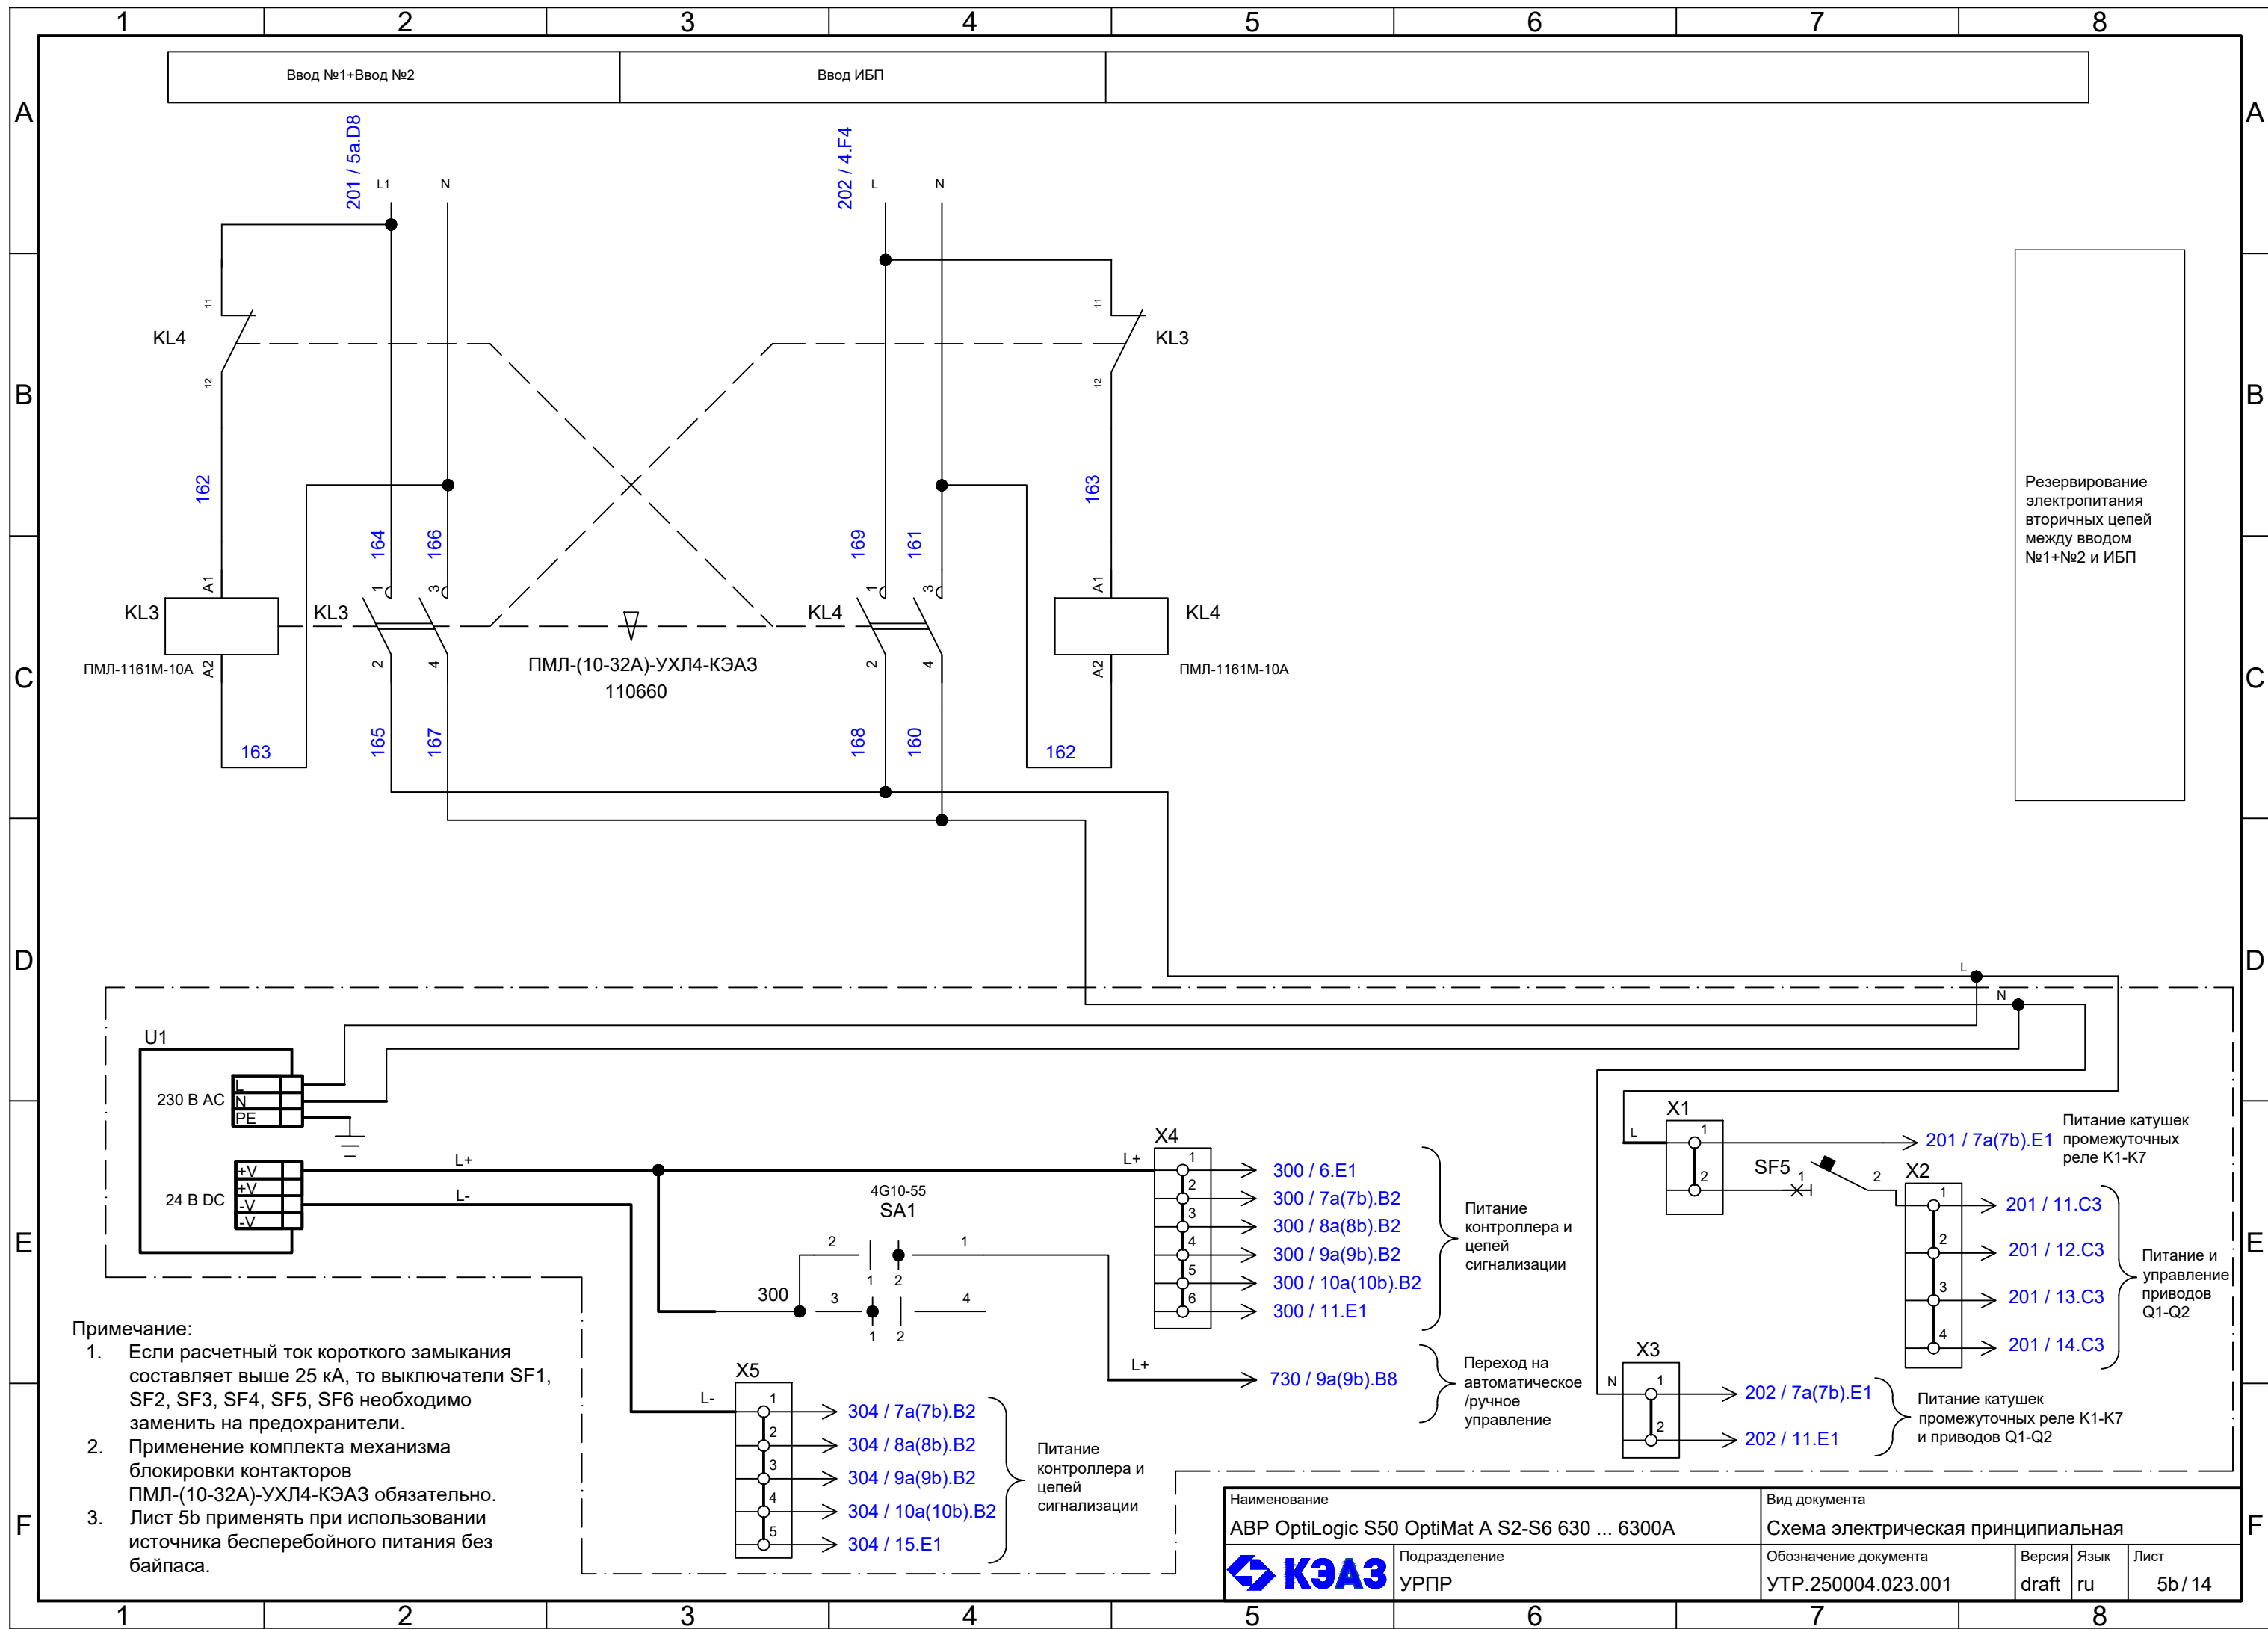 1 2 3 4 5 6 7 8
Ввод №1+Ввод №2
Ввод ИБП
A
A
201 / 5a.D8
L1
N
202 / 4.F4
L
N
11
KL4
12
11
KL3
12
B
B
162
164
166
169
161
163
Резервирование
электропитания
вторичных цепей
между вводом
№1+№2 и ИБП
A1
KL3
A2
ПМЛ-1161М-10А
KL3
1
3
2
4
ПМЛ-(10-32А)-УХЛ4-КЭАЗ
110660
KL4
1
3
2
4
A1
KL4
A2
ПМЛ-1161М-10А
C
C
163
165
167
168
160
162
D
D
L
N
U1
230 В AC
L
N
PE
24 В DC
+V
+V
-V
-V
L+
L-
4G10-55
SA1
2
1
1
2
300
3
4
1
2
L+
X4
1
2
3
4
5
6
300 / 6.E1
300 / 7a(7b).B2
300 / 8a(8b).B2
300 / 9a(9b).B2
300 / 10a(10b).B2
300 / 11.E1
Питание
контроллера и
цепей
сигнализации
L+
730 / 9a(9b).B8
Переход на
автоматическое
/ручное
управление
L
X1
1
2
201 / 7a(7b).E1
Питание катушек
промежуточных
реле K1-K7
SF5
1
2
X2
1
2
3
4
201 / 11.C3
201 / 12.C3
201 / 13.C3
201 / 14.C3
Питание и
управление
приводов
Q1-Q2
E
E
N
X3
1
2
202 / 7a(7b).E1
202 / 11.E1
Питание катушек
промежуточных реле K1-K7
и приводов Q1-Q2
L-
X5
1
2
3
4
5
304 / 7a(7b).B2
304 / 8a(8b).B2
304 / 9a(9b).B2
304 / 10a(10b).B2
304 / 15.E1
Питание
контроллера и
цепей
сигнализации
Примечание:
1. Если расчетный ток короткого замыкания
составляет выше 25 кА, то выключатели SF1,
SF2, SF3, SF4, SF5, SF6 необходимо
заменить на предохранители.
2. Применение комплекта механизма
блокировки контакторов
ПМЛ-(10-32А)-УХЛ4-КЭАЗ обязательно.
3. Лист 5b применять при использовании
источника бесперебойного питания без
байпаса.
F
F
Наименование
АВР OptiLogic S50 OptiMat A S2-S6 630 ... 6300А
Вид документа
Схема электрическая принципиальная
КЭАЗ
Подразделение
УРПР
Обозначение документа
УТР.250004.023.001
Версия
draft
Язык
ru
Лист
5b / 14
1 2 3 4 5 6 7 8